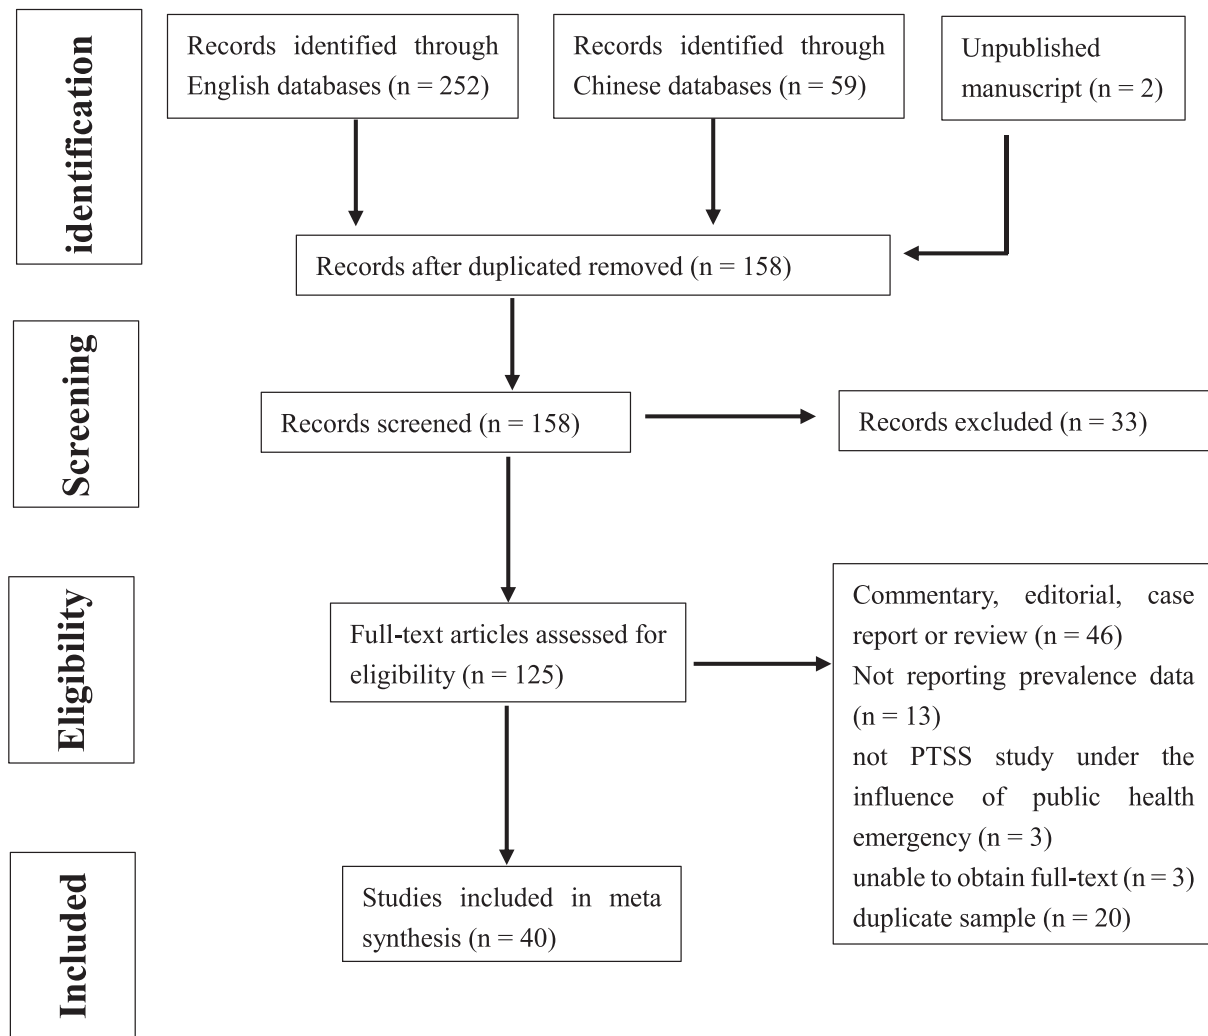 identification
Records identified through
English databases (n = 252)
Records identified through
Chinese databases (n = 59)
Unpublished
manuscript (n = 2)
Records after duplicated removed (n = 158)
Screening
Records screened (n = 158)
Records excluded (n = 33)
Eligibility
Full-text articles assessed for
eligibility (n = 125)
Commentary, editorial, case
report or review (n = 46)
Not reporting prevalence data
(n = 13)
not PTSS study under the
influence of public health
emergency (n = 3)
unable to obtain full-text (n = 3)
duplicate sample (n = 20)
Included
Studies included in meta
synthesis (n = 40)